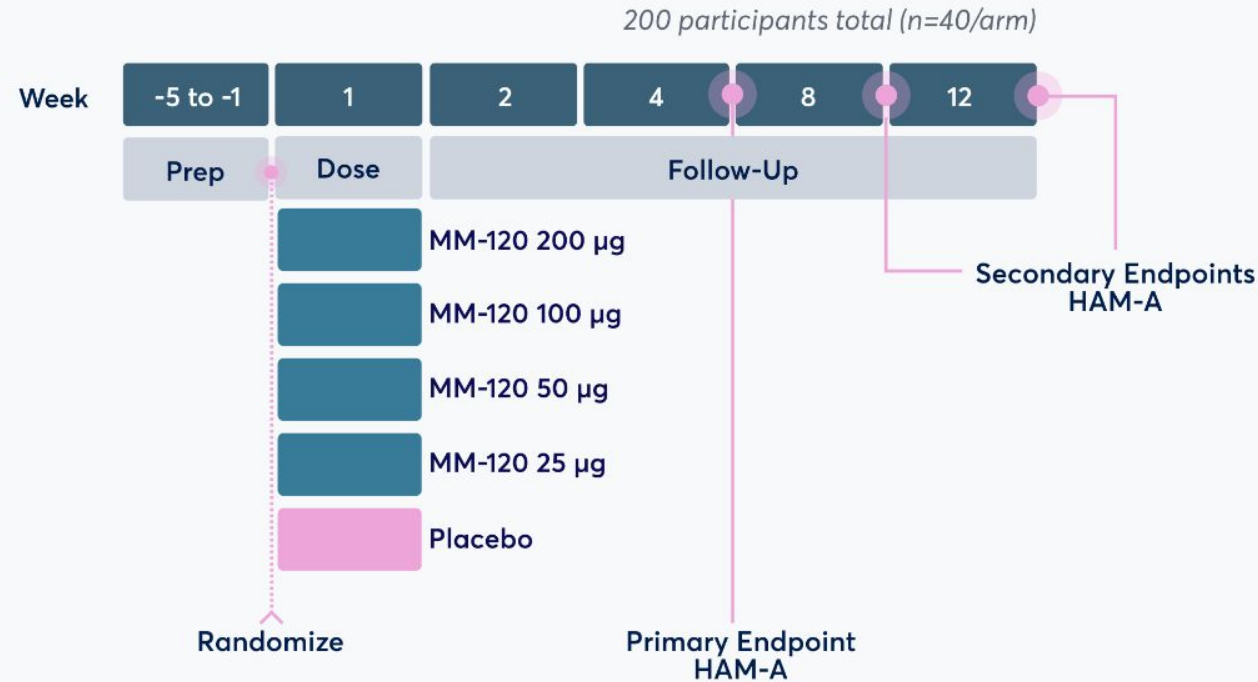 200 participants total (n=40/arm)
Week -5 to -1 1 2 4 8 12
Prep Dose Follow-Up
MM-120 200 µg
MM-120 100 µg
MM-120 50 µg
MM-120 25 µg
Placebo
Secondary Endpoints
HAM-A
Randomize
Primary Endpoint
HAM-A